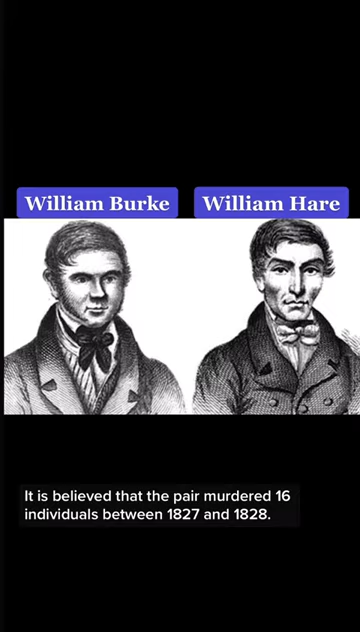 William Burke
William Hare
It is believed that the pair murdered 16
individuals between 1827 and 1828.